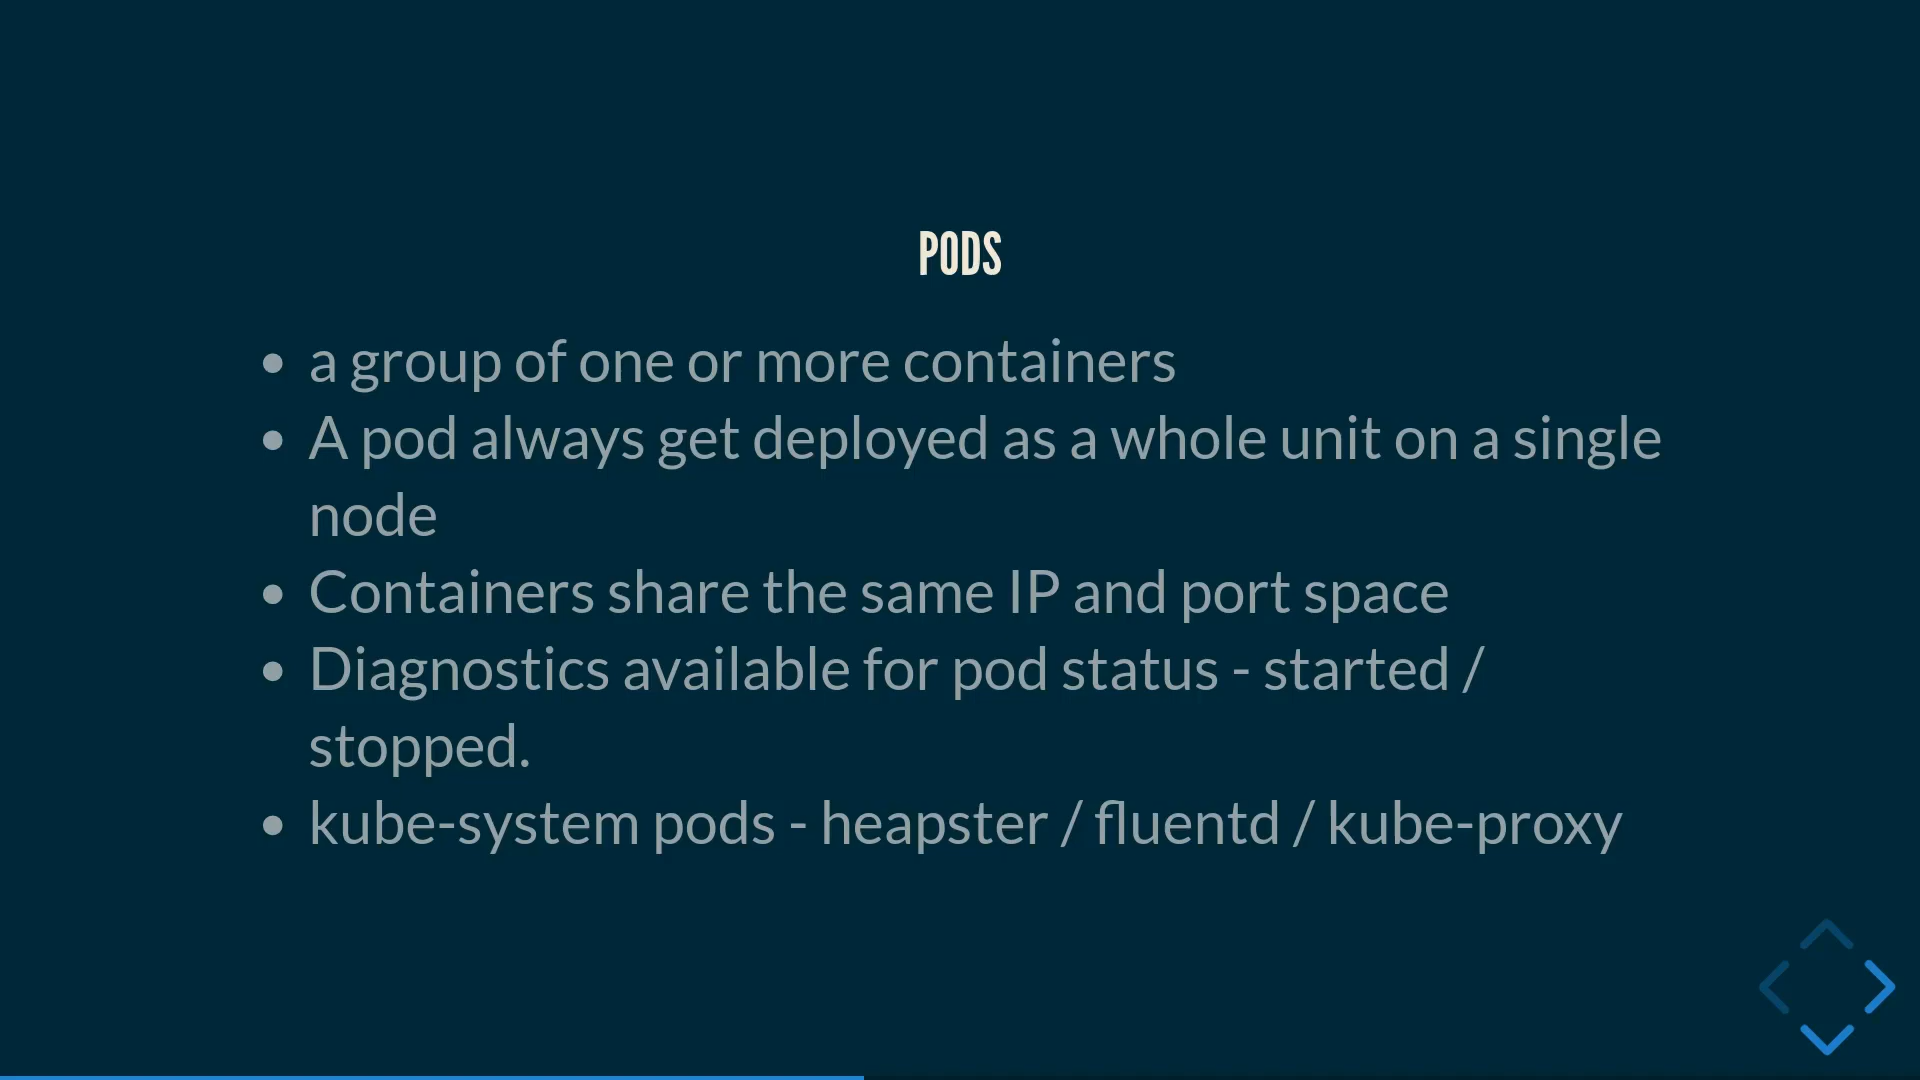 PODS
a group of one or more containers
A pod always get deployed as a whole unit on a single
node
Containers share the same IP and port space
Diagnostics available for pod status - started /
stopped.
kube-system pods - heapster / fluentd / kube-proxy